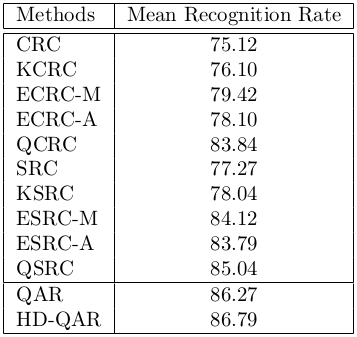 Methods Mean Recognition Rate
CRC 75.12
KCRC 76.10
ECRC-M 79.42
ECRC-A 78.10
QCRC 83.84
SRC 77.27
KSRC 78.04
ESRC-M 84.12
ESRC-A 83.79
QSRC 85.04
QAR 86.27
HD-QAR 86.79